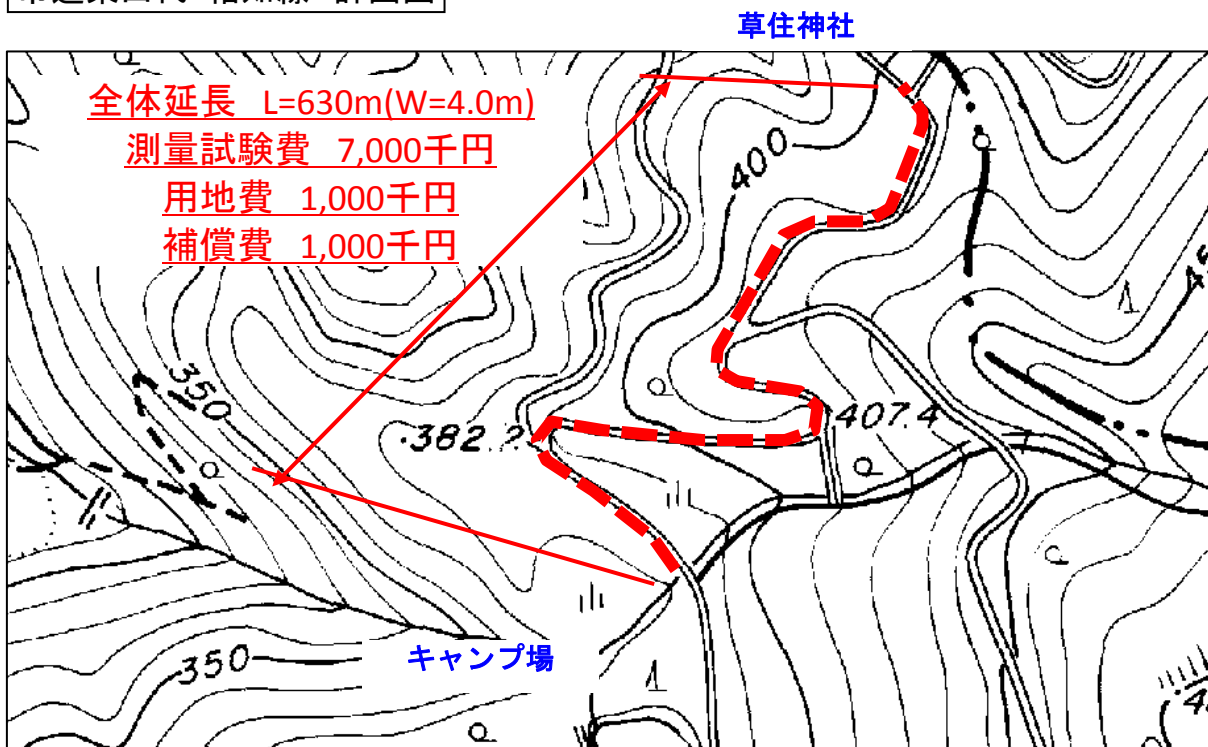 草住神社
全体延長 L=630m(W=4.0m)
測量試験費 7,000千円
用地費 1,000千円
補償費 1,000千円
400
350
·382.2
407.4
350
キャンプ場